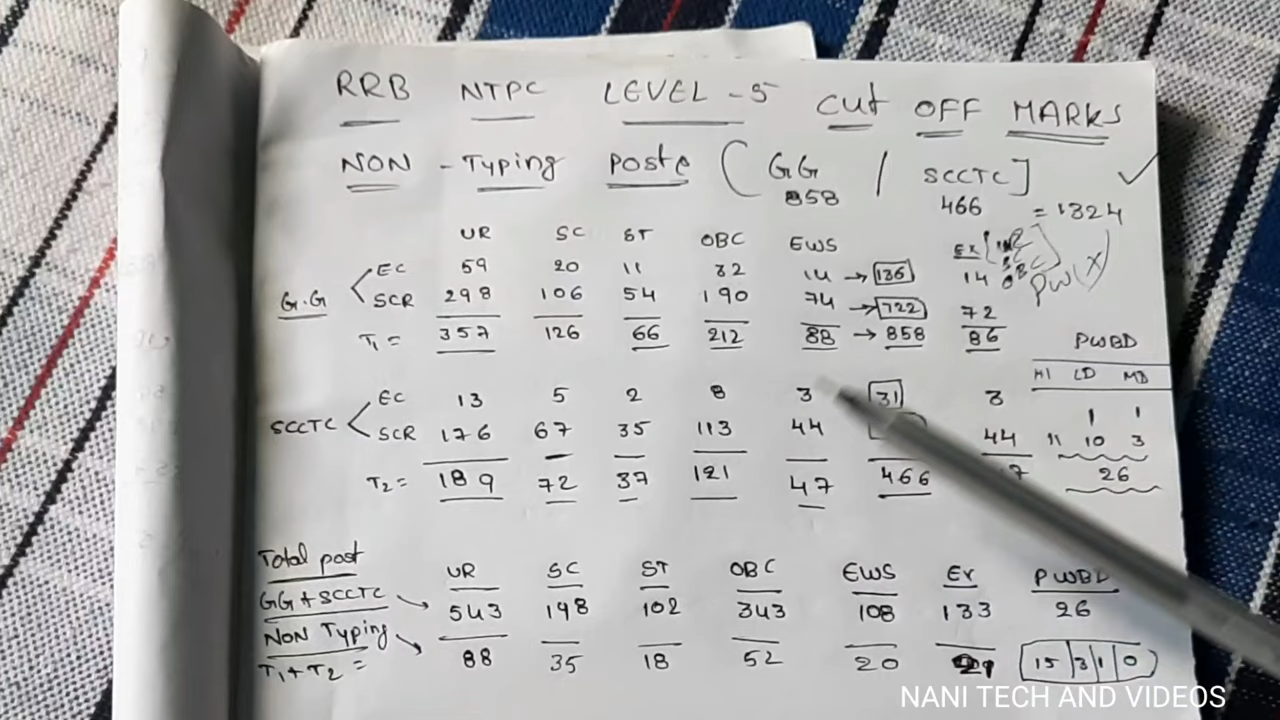 RRB NTPC LEVEL-5 CUT OFF MARKS
NON - Typing Posts ( GG / SCCTC ]
858 466 = 1324
UR SC ST OBC EWS Ex
EC 59 20 11 32 14 → 136 14
G.G
SCR 298 106 54 190 74 → 722 72
T1 = 357 126 66 212 88 → 858 86
PWBD
HI LD MD
EC 13 5 2 8 3 31 3 1 1
SCCTC
SCR 176 67 35 113 44 44 11 10 3
T2 = 189 72 37 121 47 466 7 26
Total post
UR SC ST OBC EWS Ex PWBD
GG + SCCTC → 543 198 102 343 108 133 26
NON Typing
T1 + T2 = 88 35 18 52 20 15 3 1 0
NANI TECH AND VIDEOS